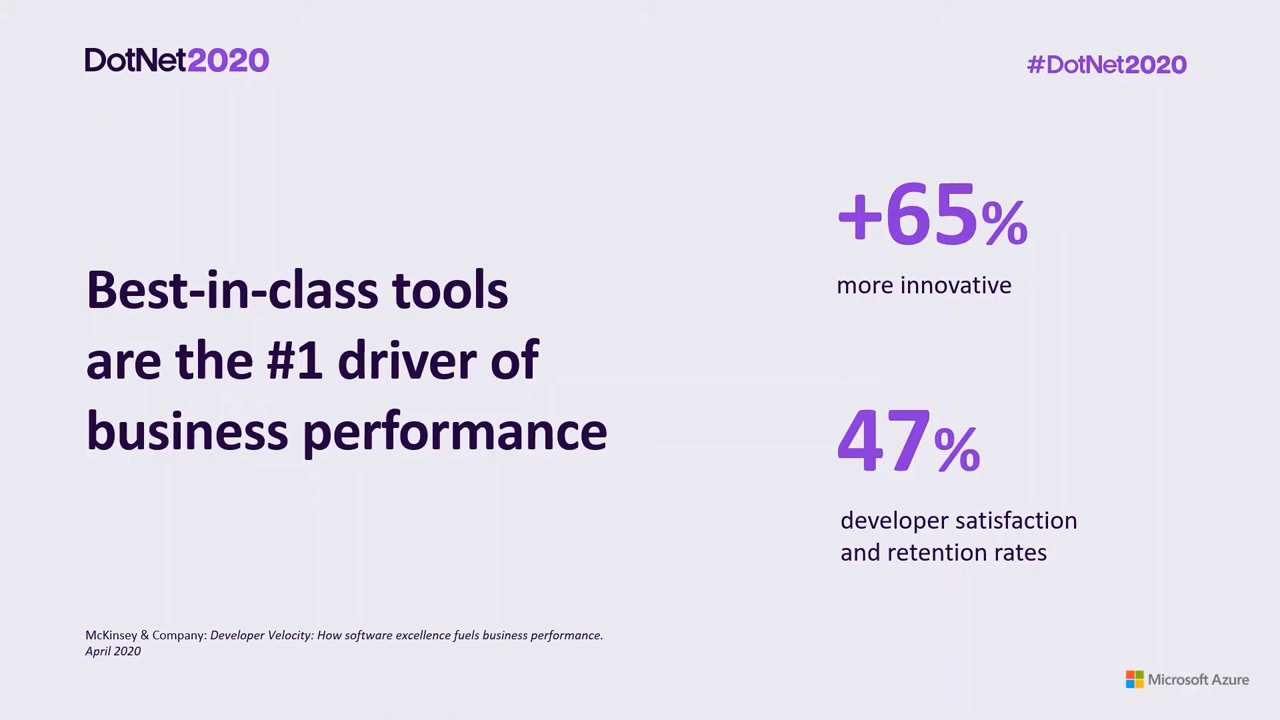 DotNet2020
#DotNet2020
Best-in-class tools
are the #1 driver of
business performance
+65%
more innovative
47%
developer satisfaction
and retention rates
McKinsey & Company: Developer Velocity: How software excellence fuels business performance.
April 2020
Microsoft Azure